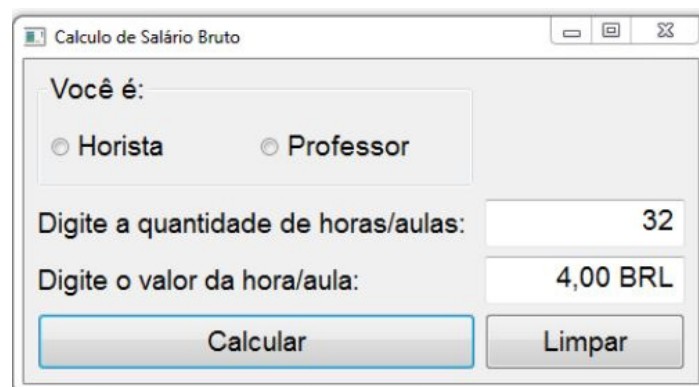 Calculo de Salário Bruto
Você é:
Horista Professor
Digite a quantidade de horas/aulas: 32
Digite o valor da hora/aula: 4,00 BRL
Calcular Limpar